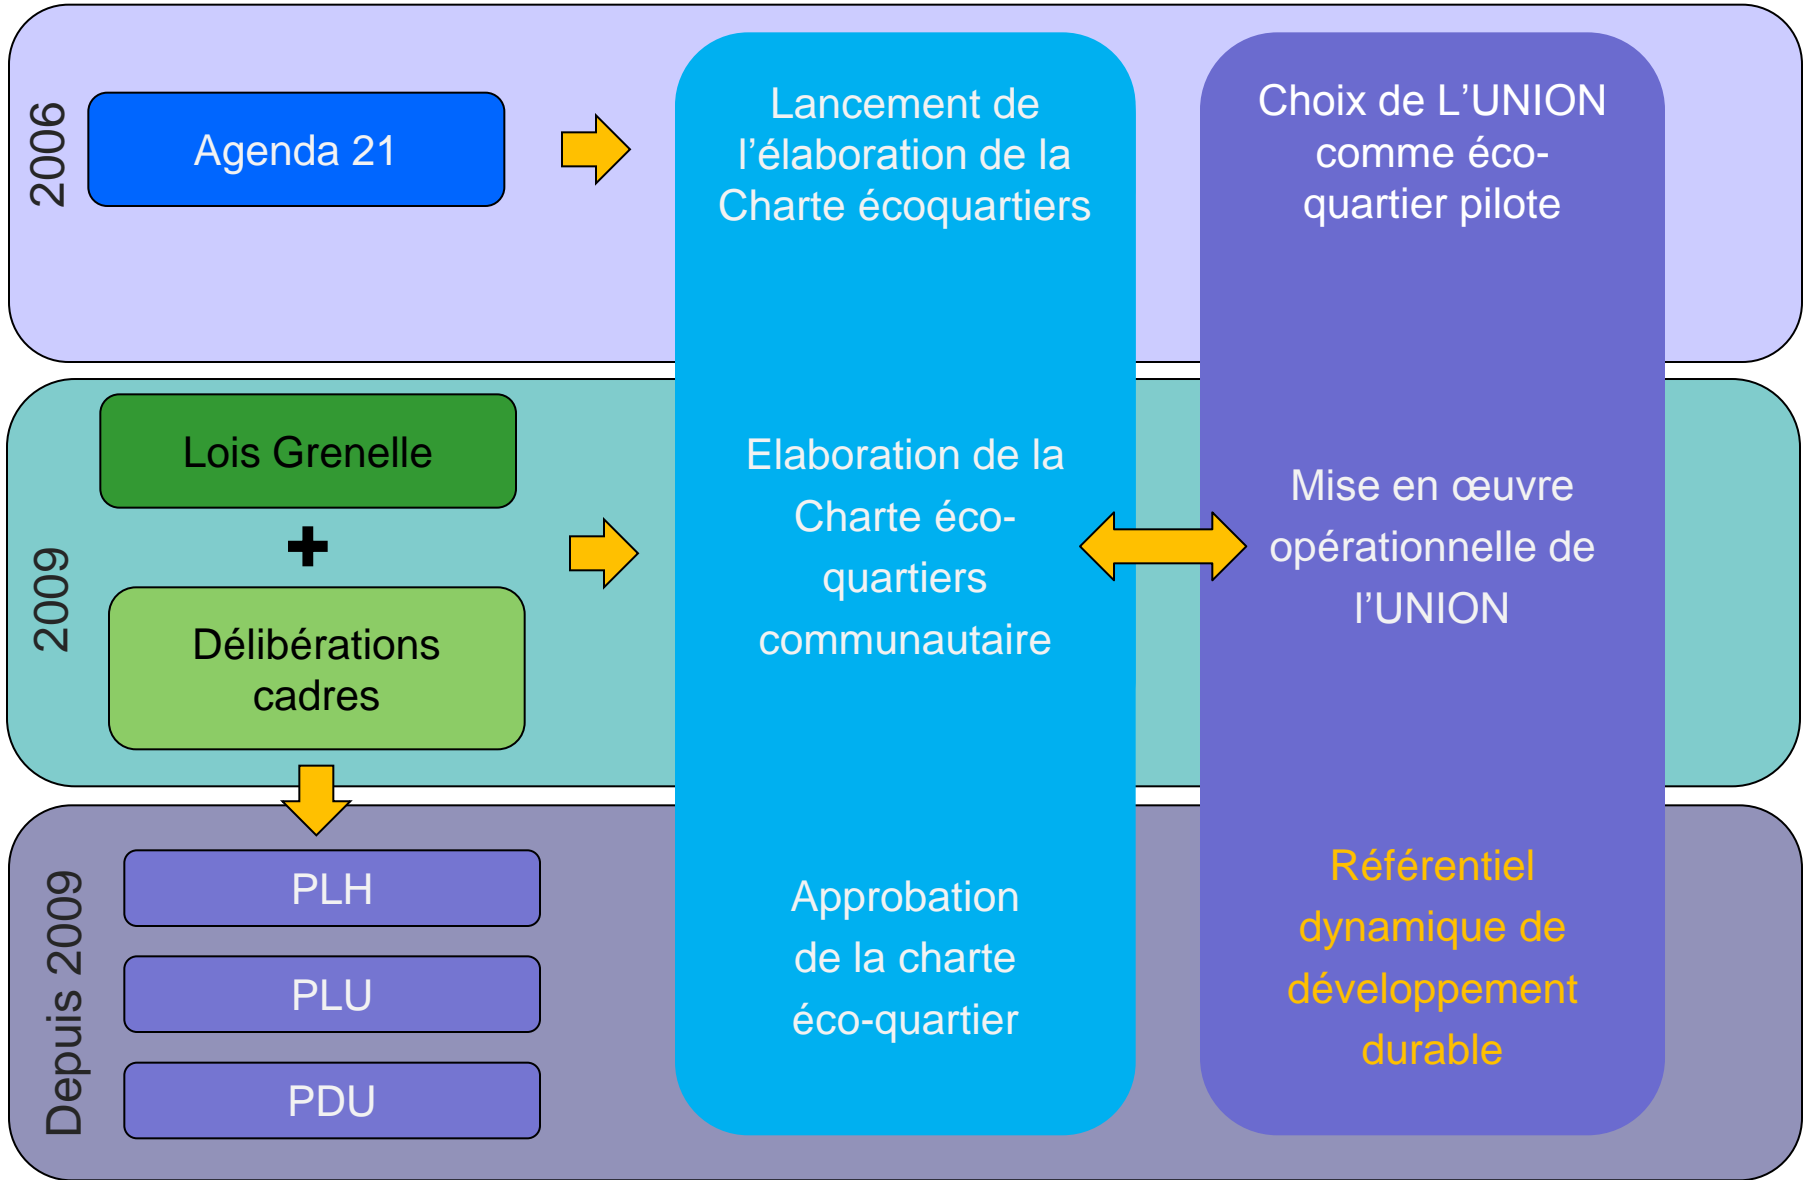 2006
Agenda 21
Lancement de
l’élaboration de la
Charte écoquartiers
Choix de L’UNION
comme éco-
quartier pilote
2009
Lois Grenelle
+
Délibérations
cadres
Elaboration de la
Charte éco-
quartiers
communautaire
Mise en œuvre
opérationnelle de
l’UNION
Depuis 2009
PLH
PLU
PDU
Approbation
de la charte
éco-quartier
Référentiel
dynamique de
développement
durable